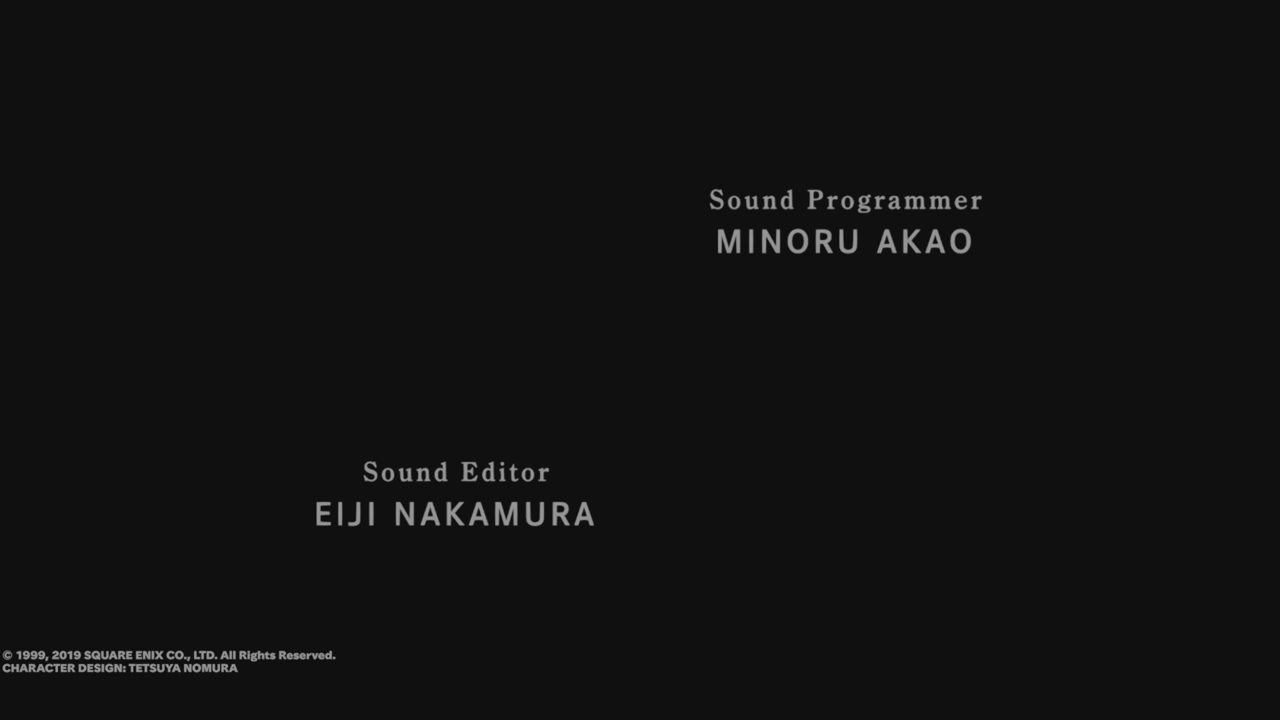 Sound Programmer
MINORU AKAO
Sound Editor
EIJI NAKAMURA
© 1999, 2019 SQUARE ENIX CO., LTD. All Rights Reserved.
CHARACTER DESIGN: TETSUYA NOMURA